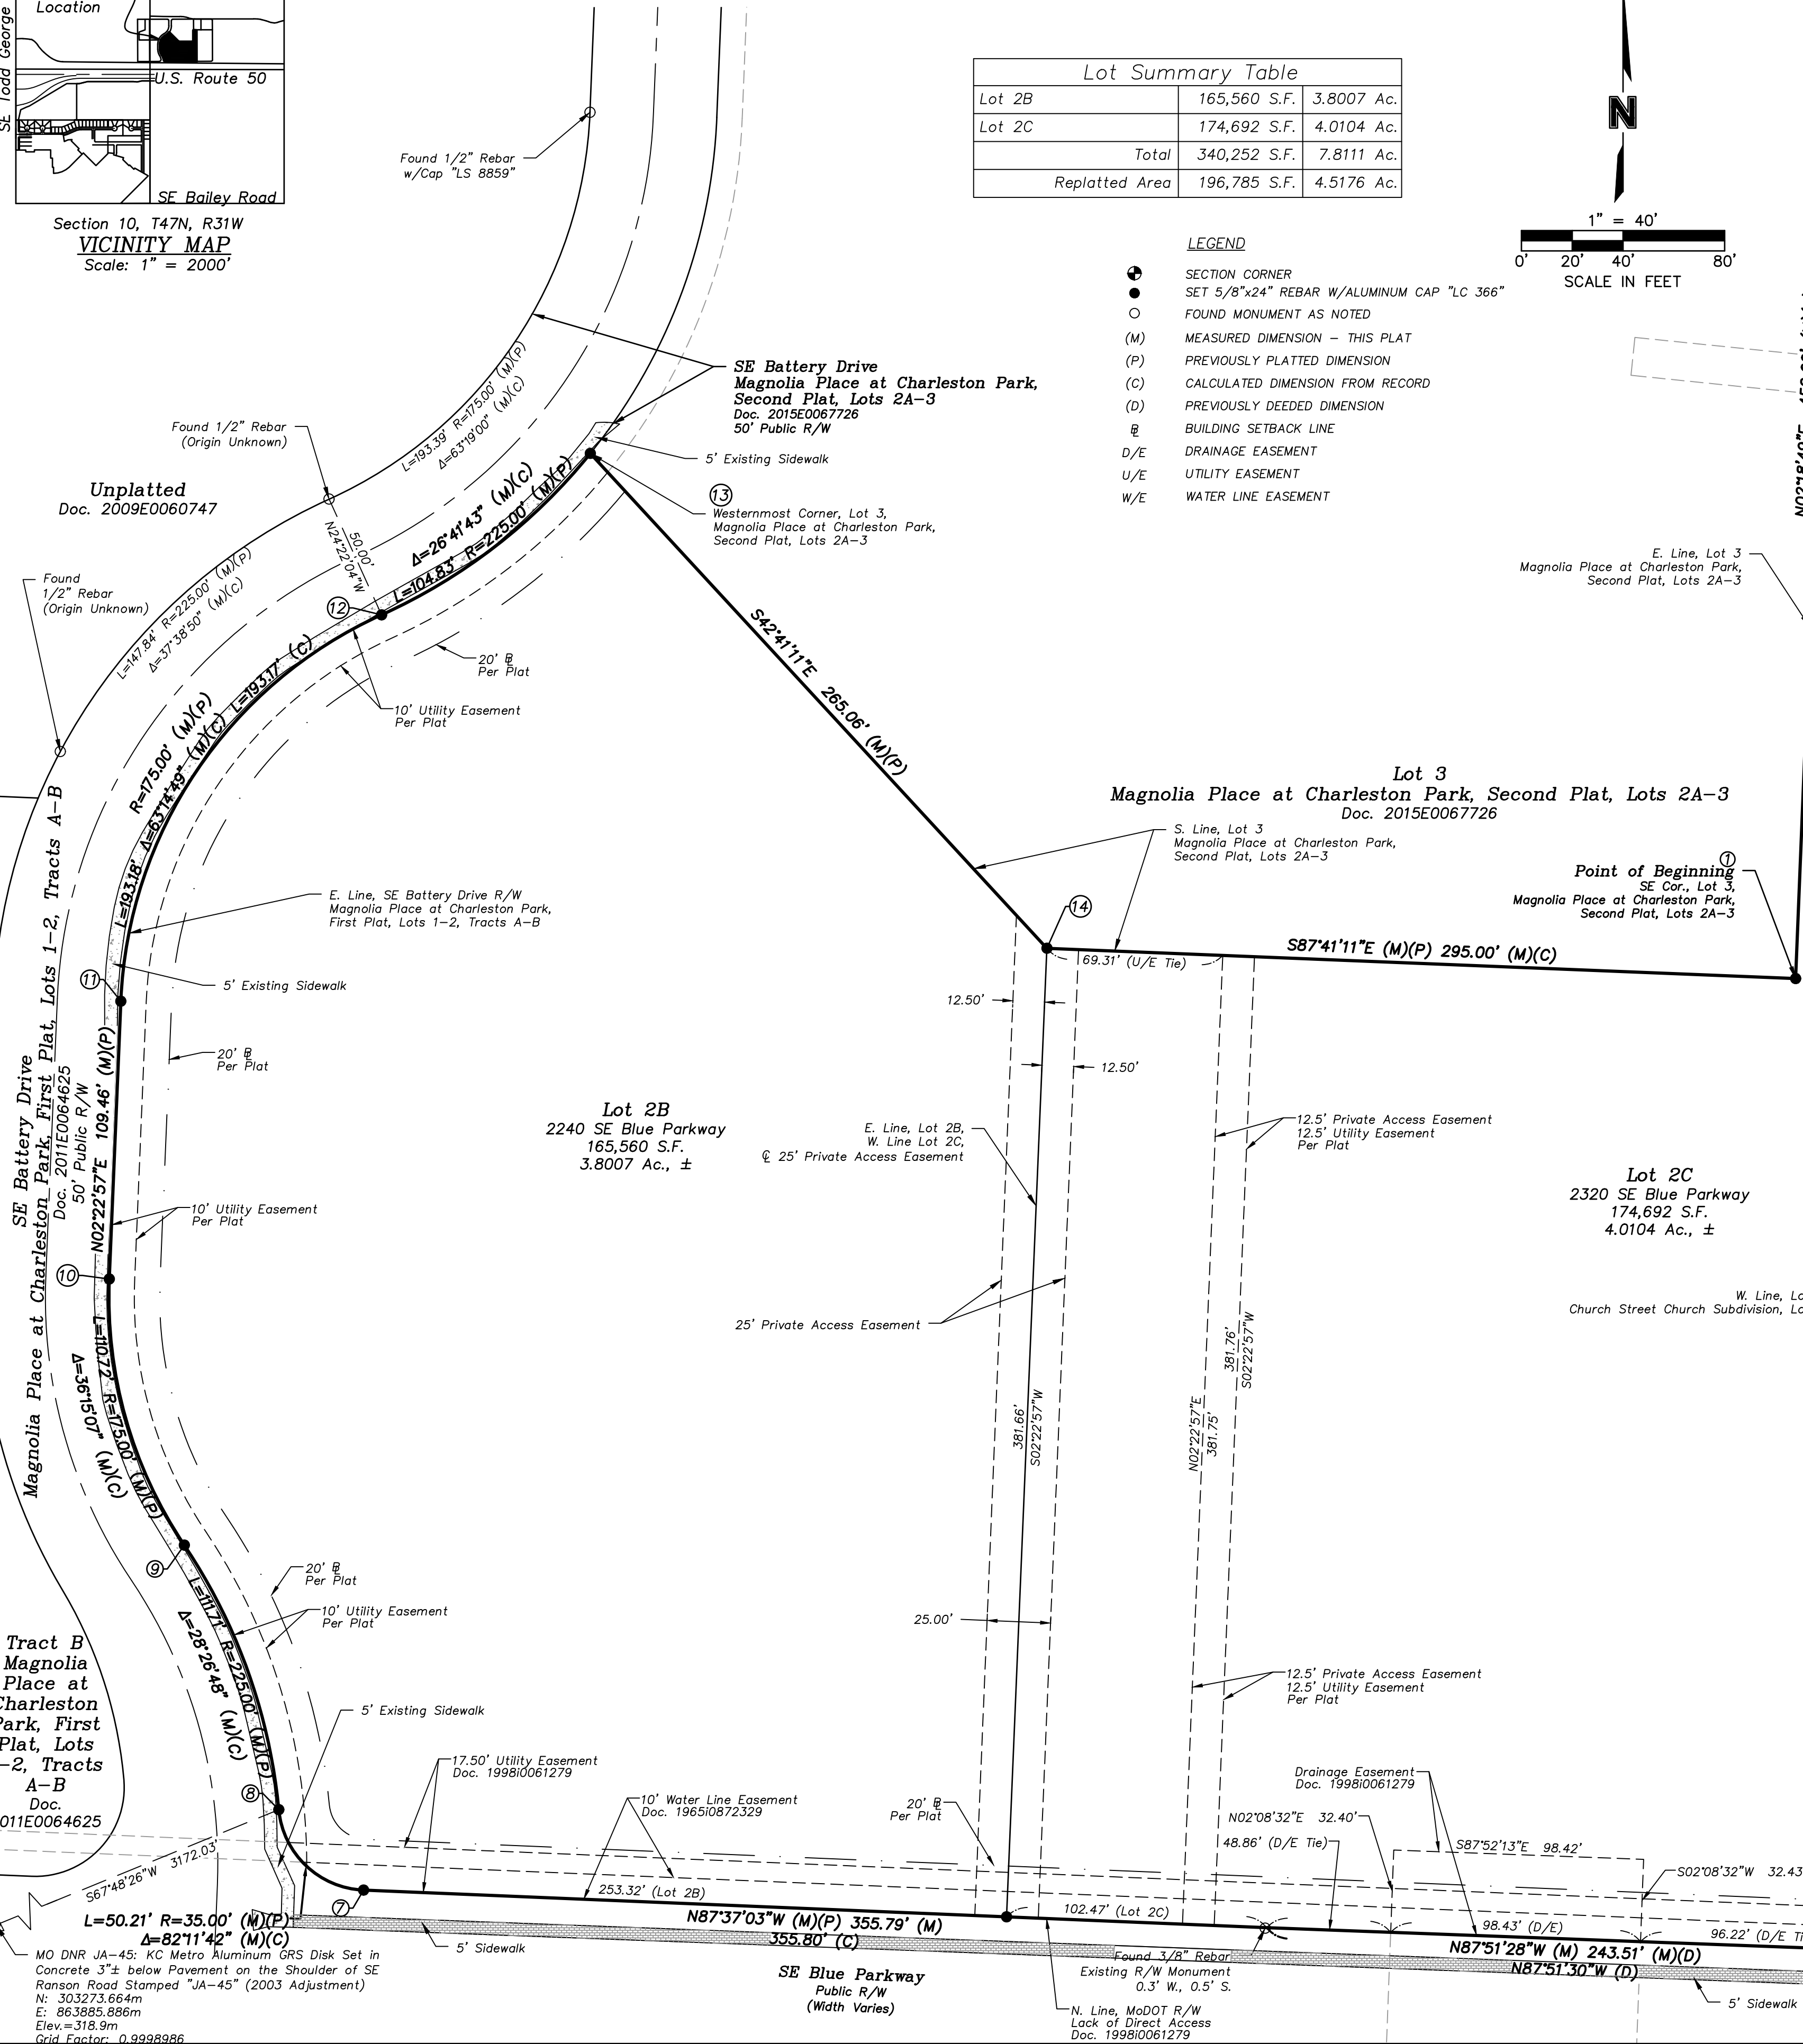 Location
SE Todd George
U.S. Route 50
SE Bailey Road
Section 10, T47N, R31W
VICINITY MAP
Scale: 1" = 2000'
Found 1/2" Rebar
w/Cap "LS 8859"
Lot Summary Table
Lot 2B 165,560 S.F. 3.8007 Ac.
Lot 2C 174,692 S.F. 4.0104 Ac.
Total 340,252 S.F. 7.8111 Ac.
Replatted Area 196,785 S.F. 4.5176 Ac.
N
1" = 40'
0' 20' 40' 80'
SCALE IN FEET
LEGEND
SECTION CORNER
SET 5/8"x24" REBAR W/ALUMINUM CAP "LC 366"
FOUND MONUMENT AS NOTED
(M) MEASURED DIMENSION – THIS PLAT
(P) PREVIOUSLY PLATTED DIMENSION
(C) CALCULATED DIMENSION FROM RECORD
(D) PREVIOUSLY DEEDED DIMENSION
BL BUILDING SETBACK LINE
D/E DRAINAGE EASEMENT
U/E UTILITY EASEMENT
W/E WATER LINE EASEMENT
SE Battery Drive
Magnolia Place at Charleston Park,
Second Plat, Lots 2A-3
Doc. 2015E0067726
50' Public R/W
5' Existing Sidewalk
13
Westernmost Corner, Lot 3,
Magnolia Place at Charleston Park,
Second Plat, Lots 2A-3
Found 1/2" Rebar
(Origin Unknown)
L=193.39' R=175.00' (M)(P)
Δ=63°19'00" (M)(C)
Unplatted
Doc. 2009E0060747
50.00'
N24°22'04"W
Δ=26°41'43" (M)(C)
L=104.83' R=225.00' (M)(P)
12
Found
1/2" Rebar
(Origin Unknown)
L=147.84' R=225.00' (M)(P)
Δ=37°38'50" (M)(C)
E. Line, Lot 3
Magnolia Place at Charleston Park,
Second Plat, Lots 2A-3
S42°41'11"E 265.06' (M)(P)
20' BL
Per Plat
10' Utility Easement
Per Plat
R=175.00' (M)(P)
L=193.18' Δ=63°14'49" (M)(C) L=193.17' (C)
Lot 3
Magnolia Place at Charleston Park, Second Plat, Lots 2A-3
Doc. 2015E0067726
S. Line, Lot 3
Magnolia Place at Charleston Park,
Second Plat, Lots 2A-3
1
Point of Beginning
SE Cor., Lot 3,
Magnolia Place at Charleston Park,
Second Plat, Lots 2A-3
14
S87°41'11"E (M)(P) 295.00' (M)(C)
69.31' (U/E Tie)
E. Line, SE Battery Drive R/W
Magnolia Place at Charleston Park,
First Plat, Lots 1-2, Tracts A-B
11
5' Existing Sidewalk
12.50'
12.50'
20' BL
Per Plat
SE Battery Drive
Magnolia Place at Charleston Park, First Plat, Lots 1-2, Tracts A-B
Doc. 2011E0064625
50' Public R/W
N02°22'57"E 109.46' (M)(P)
Lot 2B
2240 SE Blue Parkway
165,560 S.F.
3.8007 Ac., ±
E. Line, Lot 2B,
W. Line Lot 2C,
CL 25' Private Access Easement
12.5' Private Access Easement
12.5' Utility Easement
Per Plat
Lot 2C
2320 SE Blue Parkway
174,692 S.F.
4.0104 Ac., ±
10' Utility Easement
Per Plat
10
25' Private Access Easement
W. Line, Lo
Church Street Church Subdivision, Lo
381.66'
S02°22'57"W
N02°22'57"E
381.75'
381.76'
S02°22'57"W
L=110.72' R=175.00' (M)(P)
Δ=36°15'07" (M)(C)
9
20' BL
Per Plat
10' Utility Easement
Per Plat
25.00'
L=111.71' R=225.00' (M)(P)
Δ=28°26'48" (M)(C)
12.5' Private Access Easement
12.5' Utility Easement
Per Plat
Tract B
Magnolia
Place at
Charleston
Park, First
Plat, Lots
-2, Tracts
A-B
Doc.
011E0064625
5' Existing Sidewalk
8
17.50' Utility Easement
Doc. 1998I0061279
10' Water Line Easement
Doc. 1965I0872329
20' BL
Per Plat
Drainage Easement
Doc. 1998I0061279
N02°08'32"E 32.40'
48.86' (D/E Tie)
S87°52'13"E 98.42'
S02°08'32"W 32.43
S67°48'26"W 3172.03'
7
253.32' (Lot 2B)
102.47' (Lot 2C)
98.43' (D/E)
96.22' (D/E Ti
L=50.21' R=35.00' (M)(P)
Δ=82°11'42" (M)(C)
N87°37'03"W (M)(P) 355.79' (M)
355.80' (C)
N87°51'28"W (M) 243.51' (M)(D)
N87°51'30"W (D)
5' Sidewalk
SE Blue Parkway
Public R/W
(Width Varies)
Found 3/8" Rebar
Existing R/W Monument
0.3' W., 0.5' S.
N. Line, MoDOT R/W
Lack of Direct Access
Doc. 1998I0061279
5' Sidewalk
MO DNR JA-45: KC Metro Aluminum GRS Disk Set in
Concrete 3"± below Pavement on the Shoulder of SE
Ranson Road Stamped "JA-45" (2003 Adjustment)
N: 303273.664m
E: 863885.886m
Elev.=318.9m
Grid Factor: 0.9998986